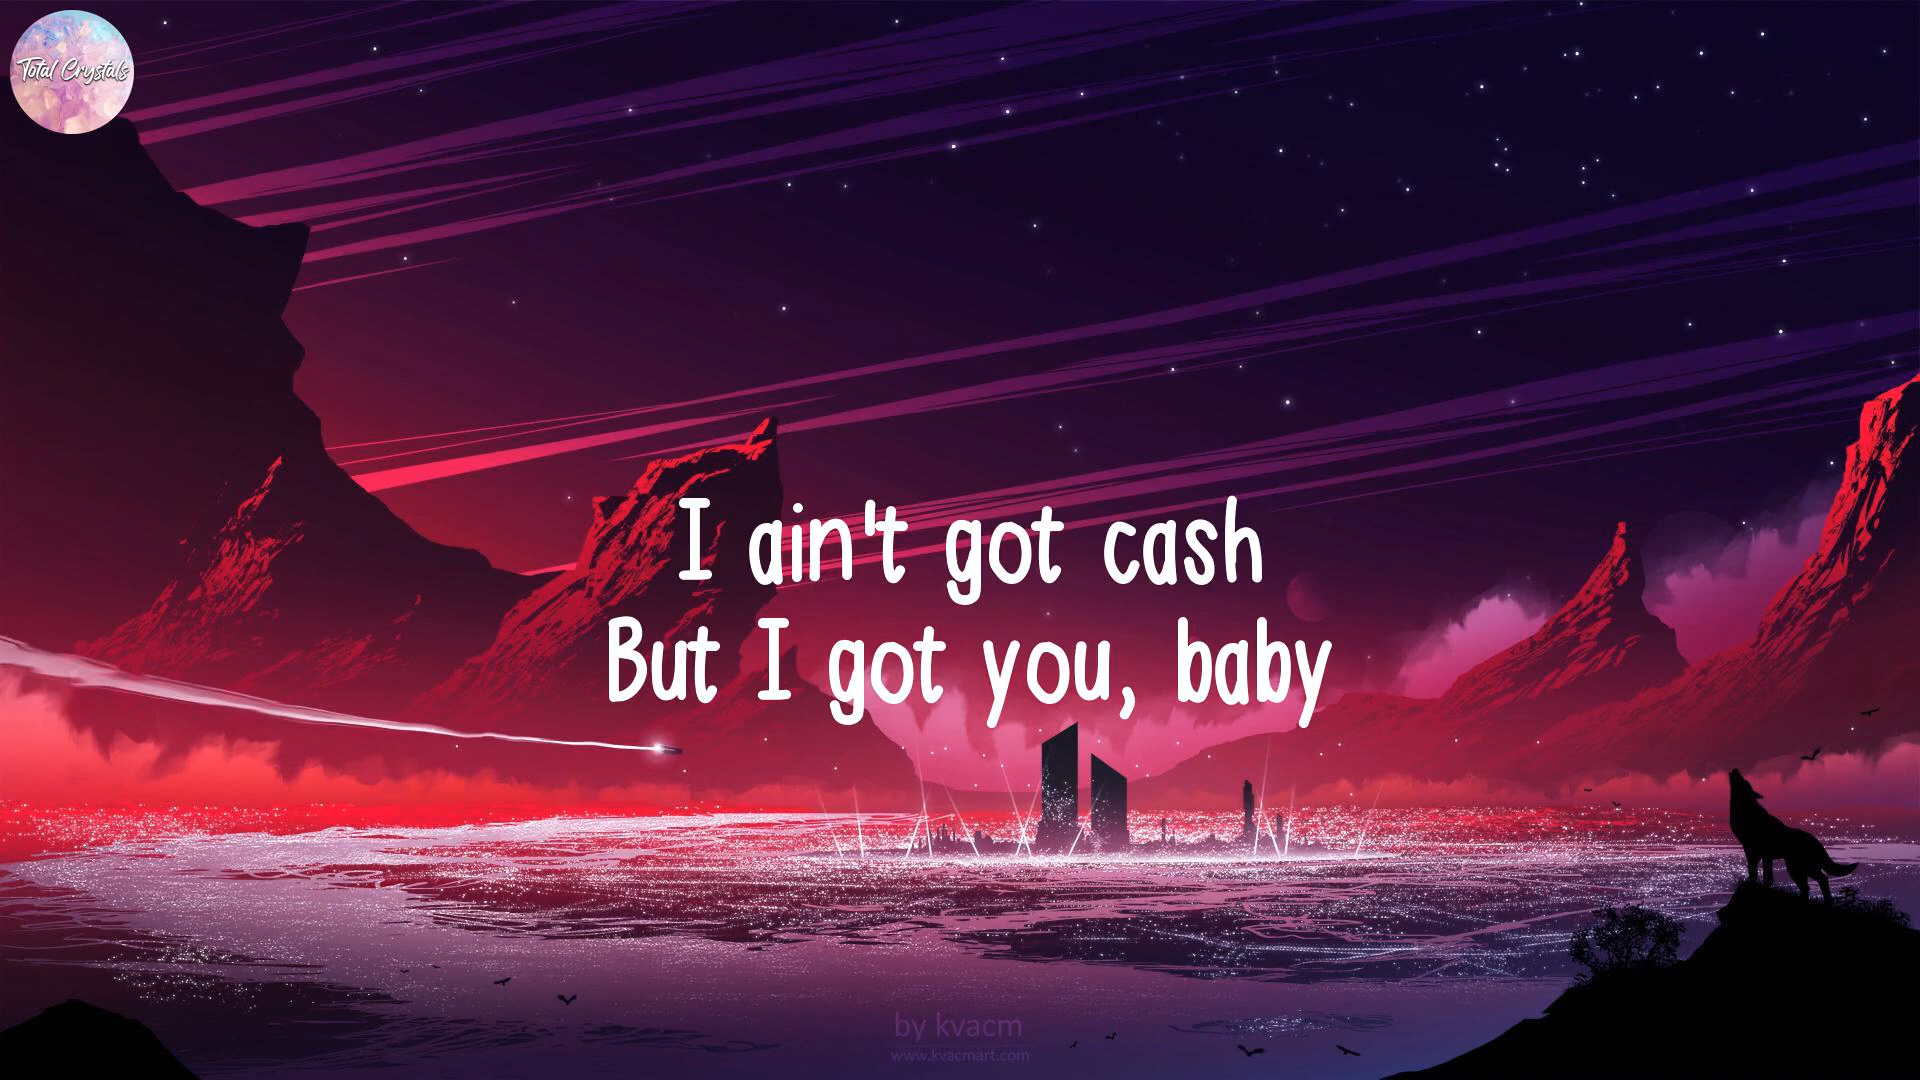 Total Crystals
I ain't got cash
But I got you, baby
by kvacm
www.kvacmart.com